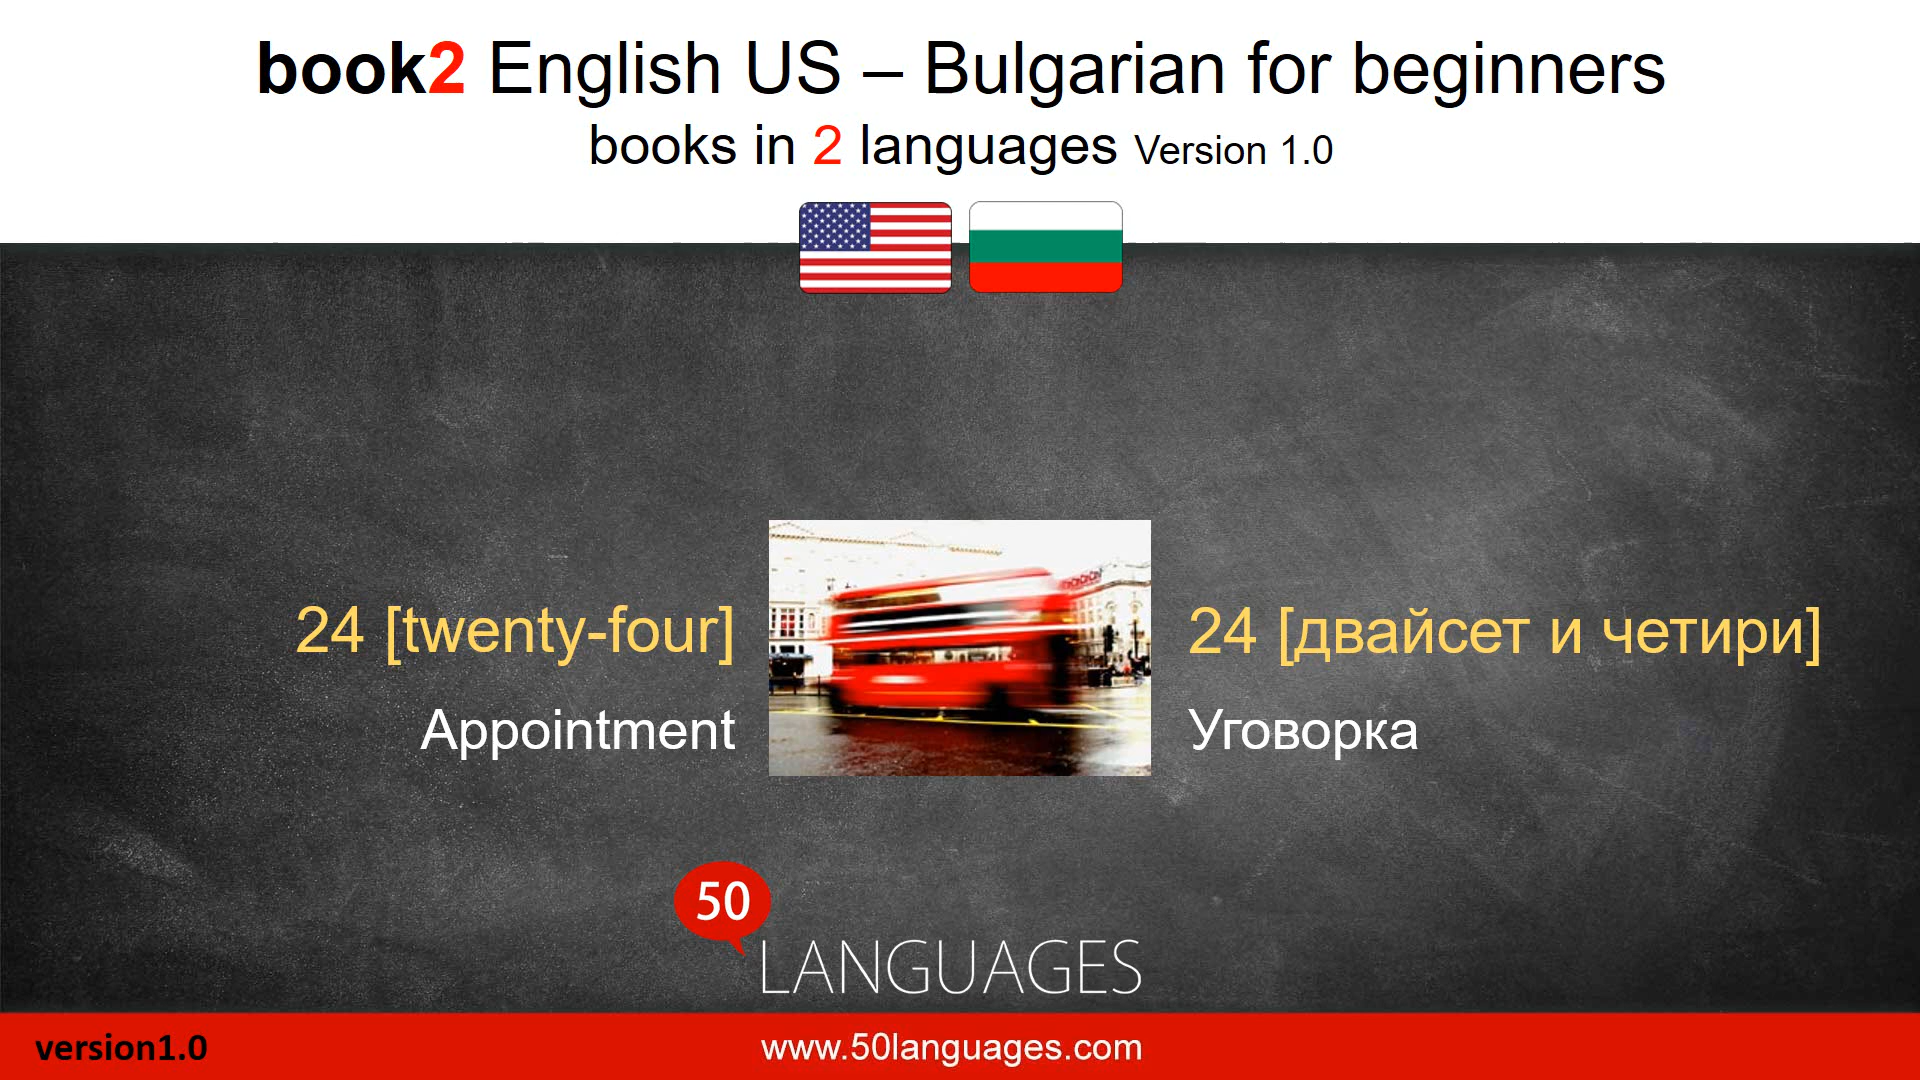 book2 English US – Bulgarian for beginners
books in 2 languages Version 1.0
24 [twenty-four]
Appointment
24 [двайсет и четири]
Уговорка
50
LANGUAGES
version1.0
www.50languages.com